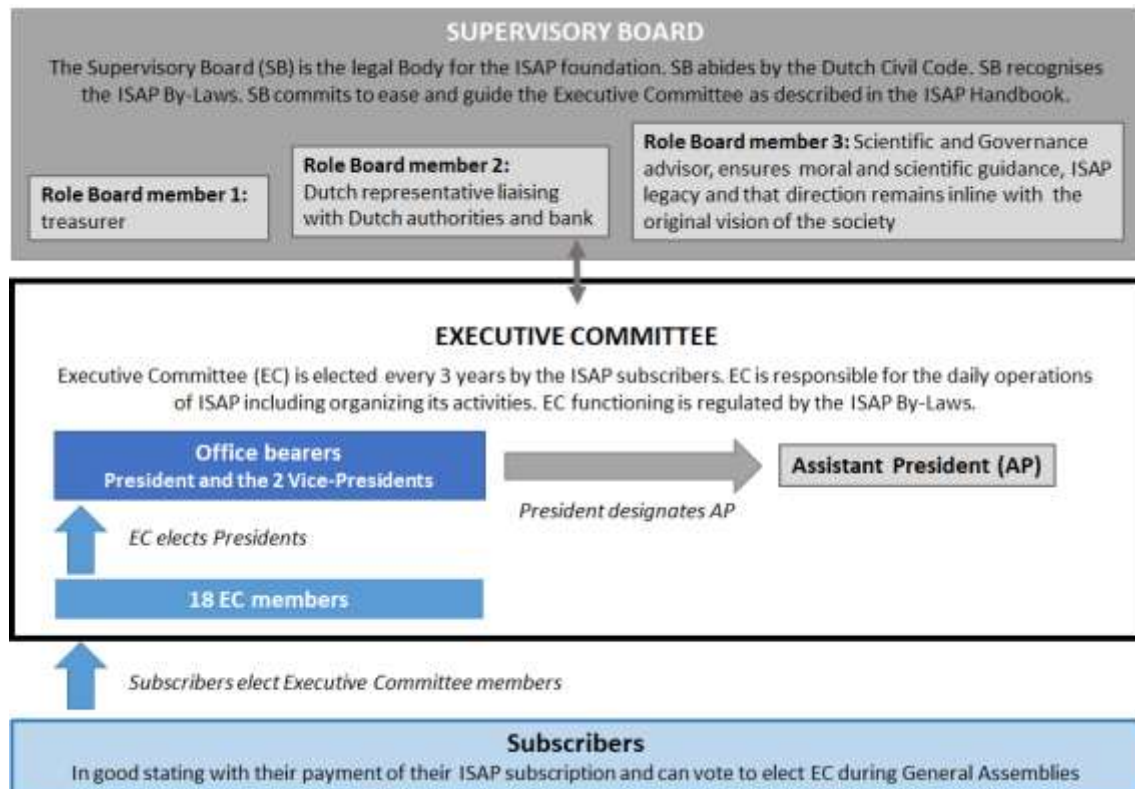 SUPERVISORY BOARD
The Supervisory Board (SB) is the legal Body for the ISAP foundation. SB abides by the Dutch Civil Code. SB recognises
the ISAP By-Laws. SB commits to ease and guide the Executive Committee as described in the ISAP Handbook.
Role Board member 1:
treasurer
Role Board member 2:
Dutch representative liaising
with Dutch authorities and bank
Role Board member 3: Scientific and Governance
advisor, ensures moral and scientific guidance, ISAP
legacy and that direction remains inline with the
original vision of the society
EXECUTIVE COMMITTEE
Executive Committee (EC) is elected every 3 years by the ISAP subscribers. EC is responsible for the daily operations
of ISAP including organizing its activities. EC functioning is regulated by the ISAP By-Laws.
Office bearers
President and the 2 Vice-Presidents
Assistant President (AP)
President designates AP
EC elects Presidents
18 EC members
Subscribers elect Executive Committee members
Subscribers
In good stating with their payment of their ISAP subscription and can vote to elect EC during General Assemblies